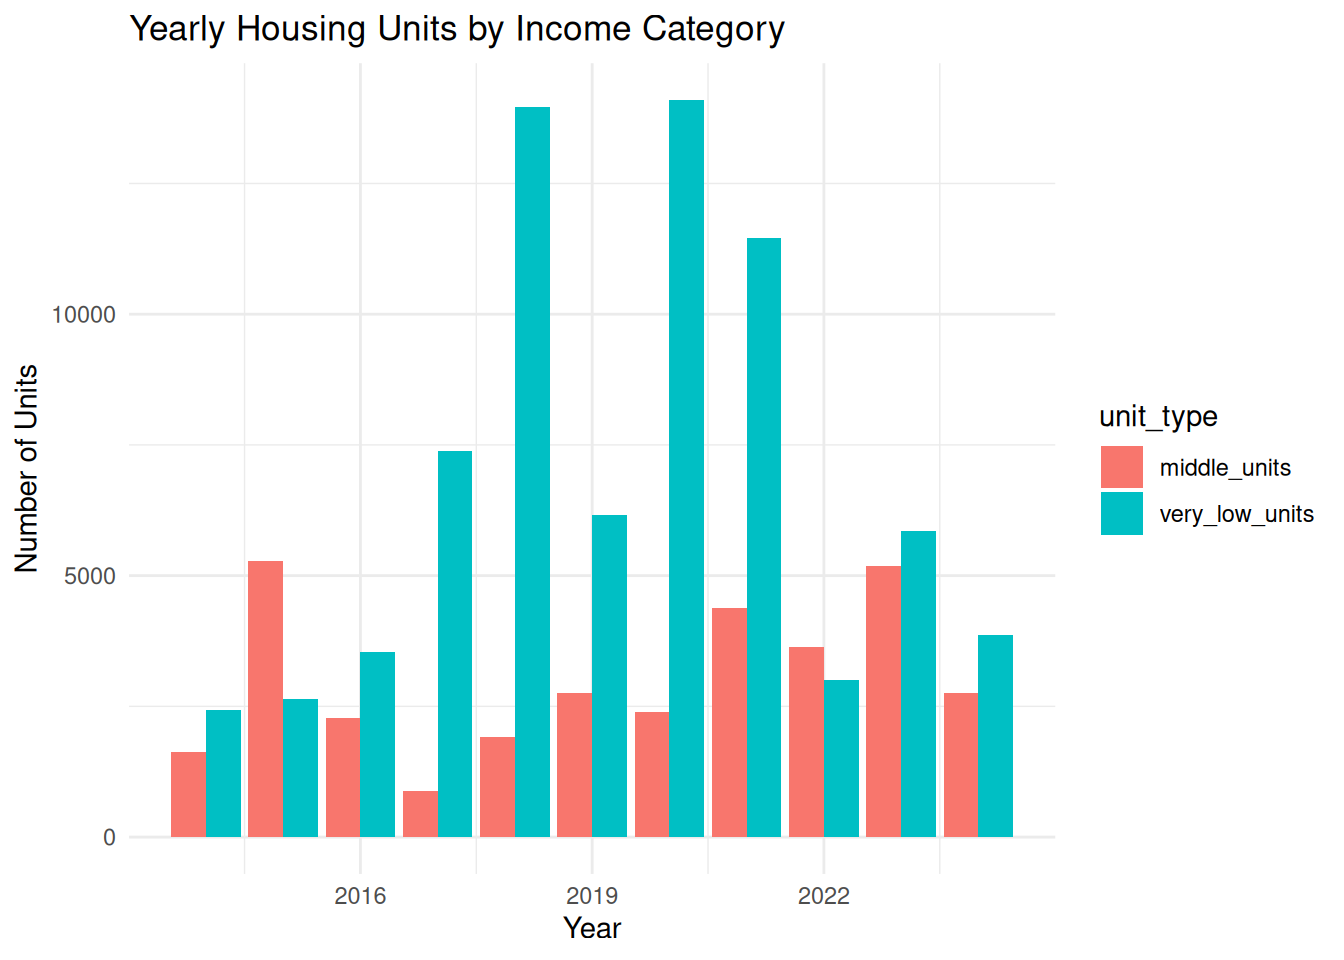 Yearly Housing Units by Income Category
Number of Units
10000
5000
0
2016
2019
2022
Year
unit_type
middle_units
very_low_units